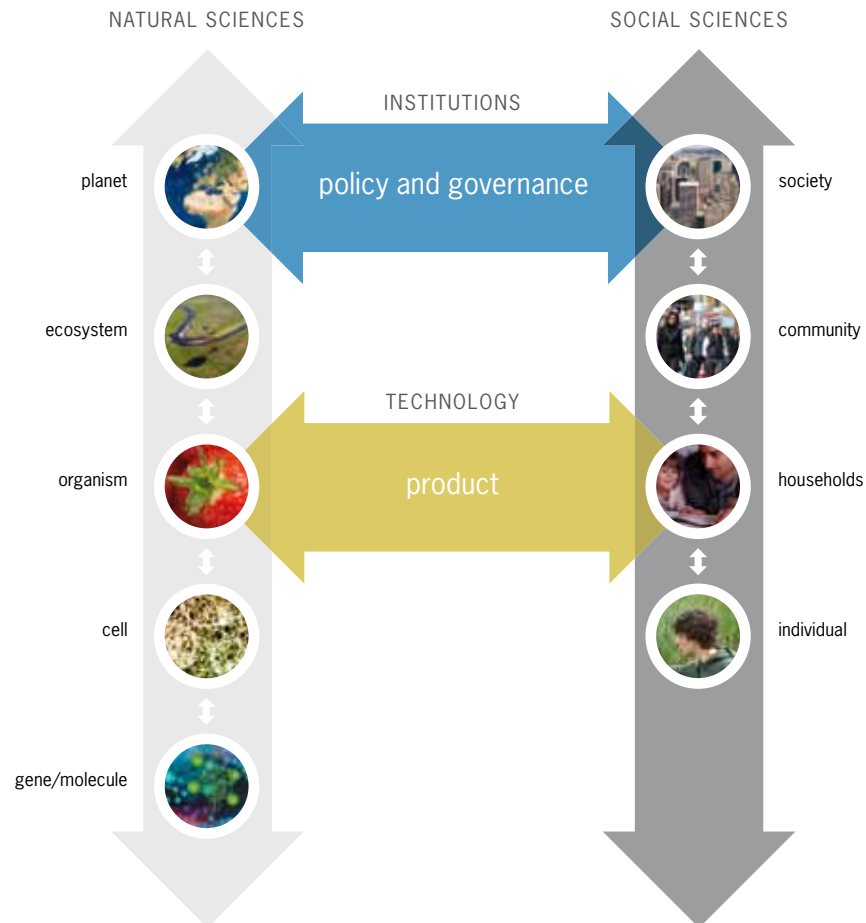 NATURAL SCIENCES
SOCIAL SCIENCES
INSTITUTIONS
planet
policy and governance
society
ecosystem
community
TECHNOLOGY
organism
product
households
cell
individual
gene/molecule